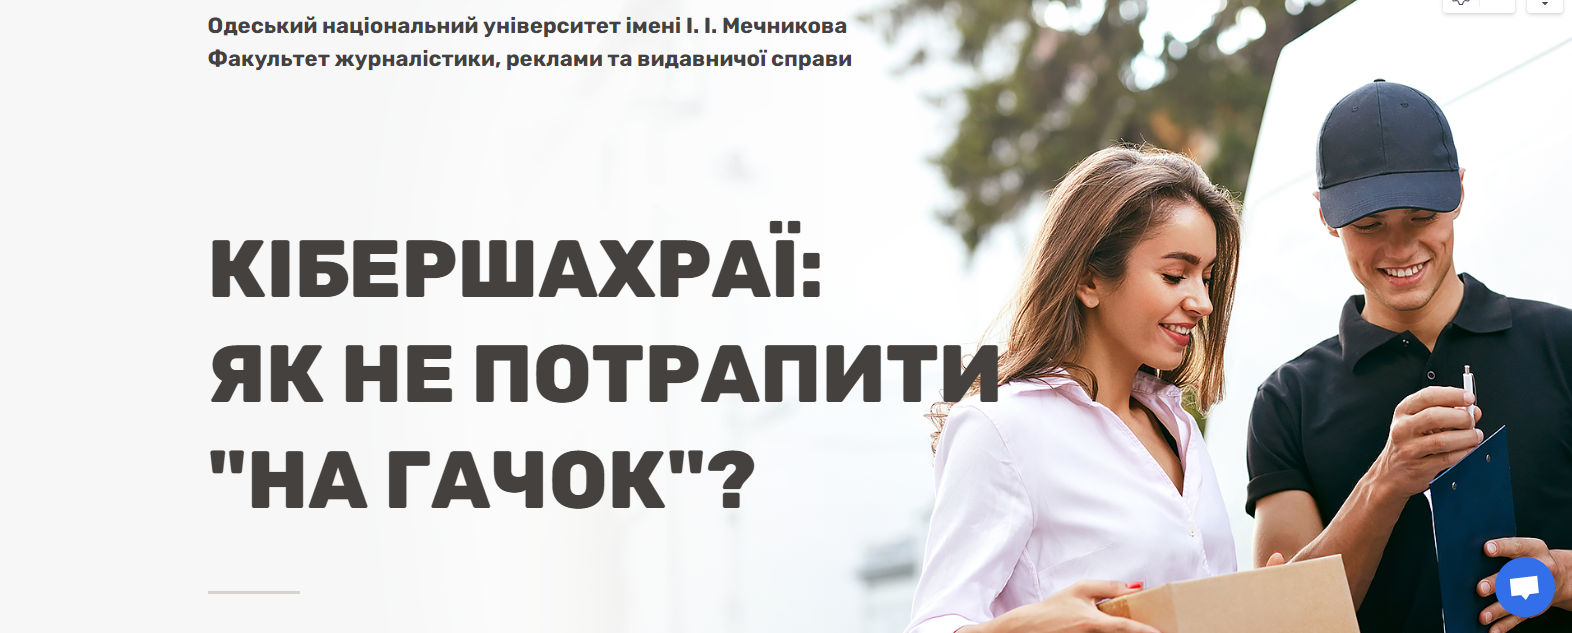 Одеський національний університет імені І. І. Мечникова
Факультет журналістики, реклами та видавничої справи
КІБЕРШАХРАЇ:
ЯК НЕ ПОТРАПИТИ
"НА ГАЧОК"?